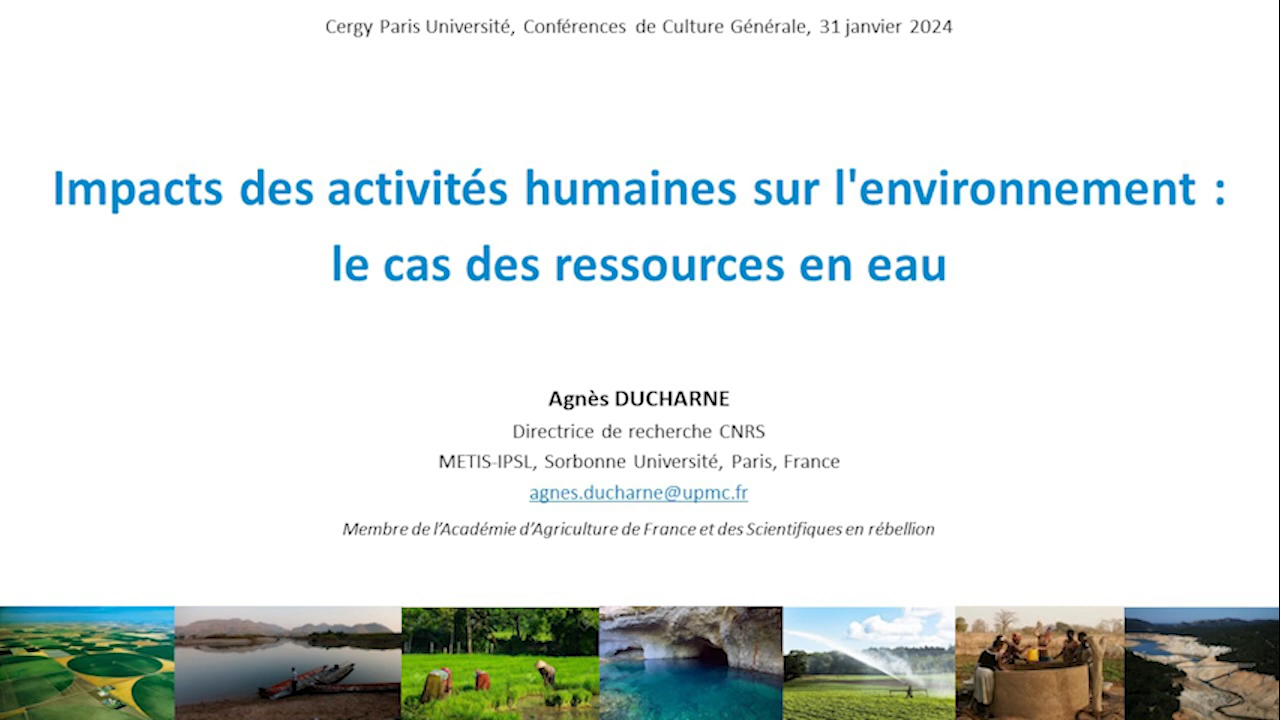 Cergy Paris Université, Conférences de Culture Générale, 31 janvier 2024
Impacts des activités humaines sur l'environnement :
le cas des ressources en eau
Agnès DUCHARNE
Directrice de recherche CNRS
METIS-IPSL, Sorbonne Université, Paris, France
agnes.ducharne@upmc.fr
Membre de l’Académie d’Agriculture de France et des Scientifiques en rébellion